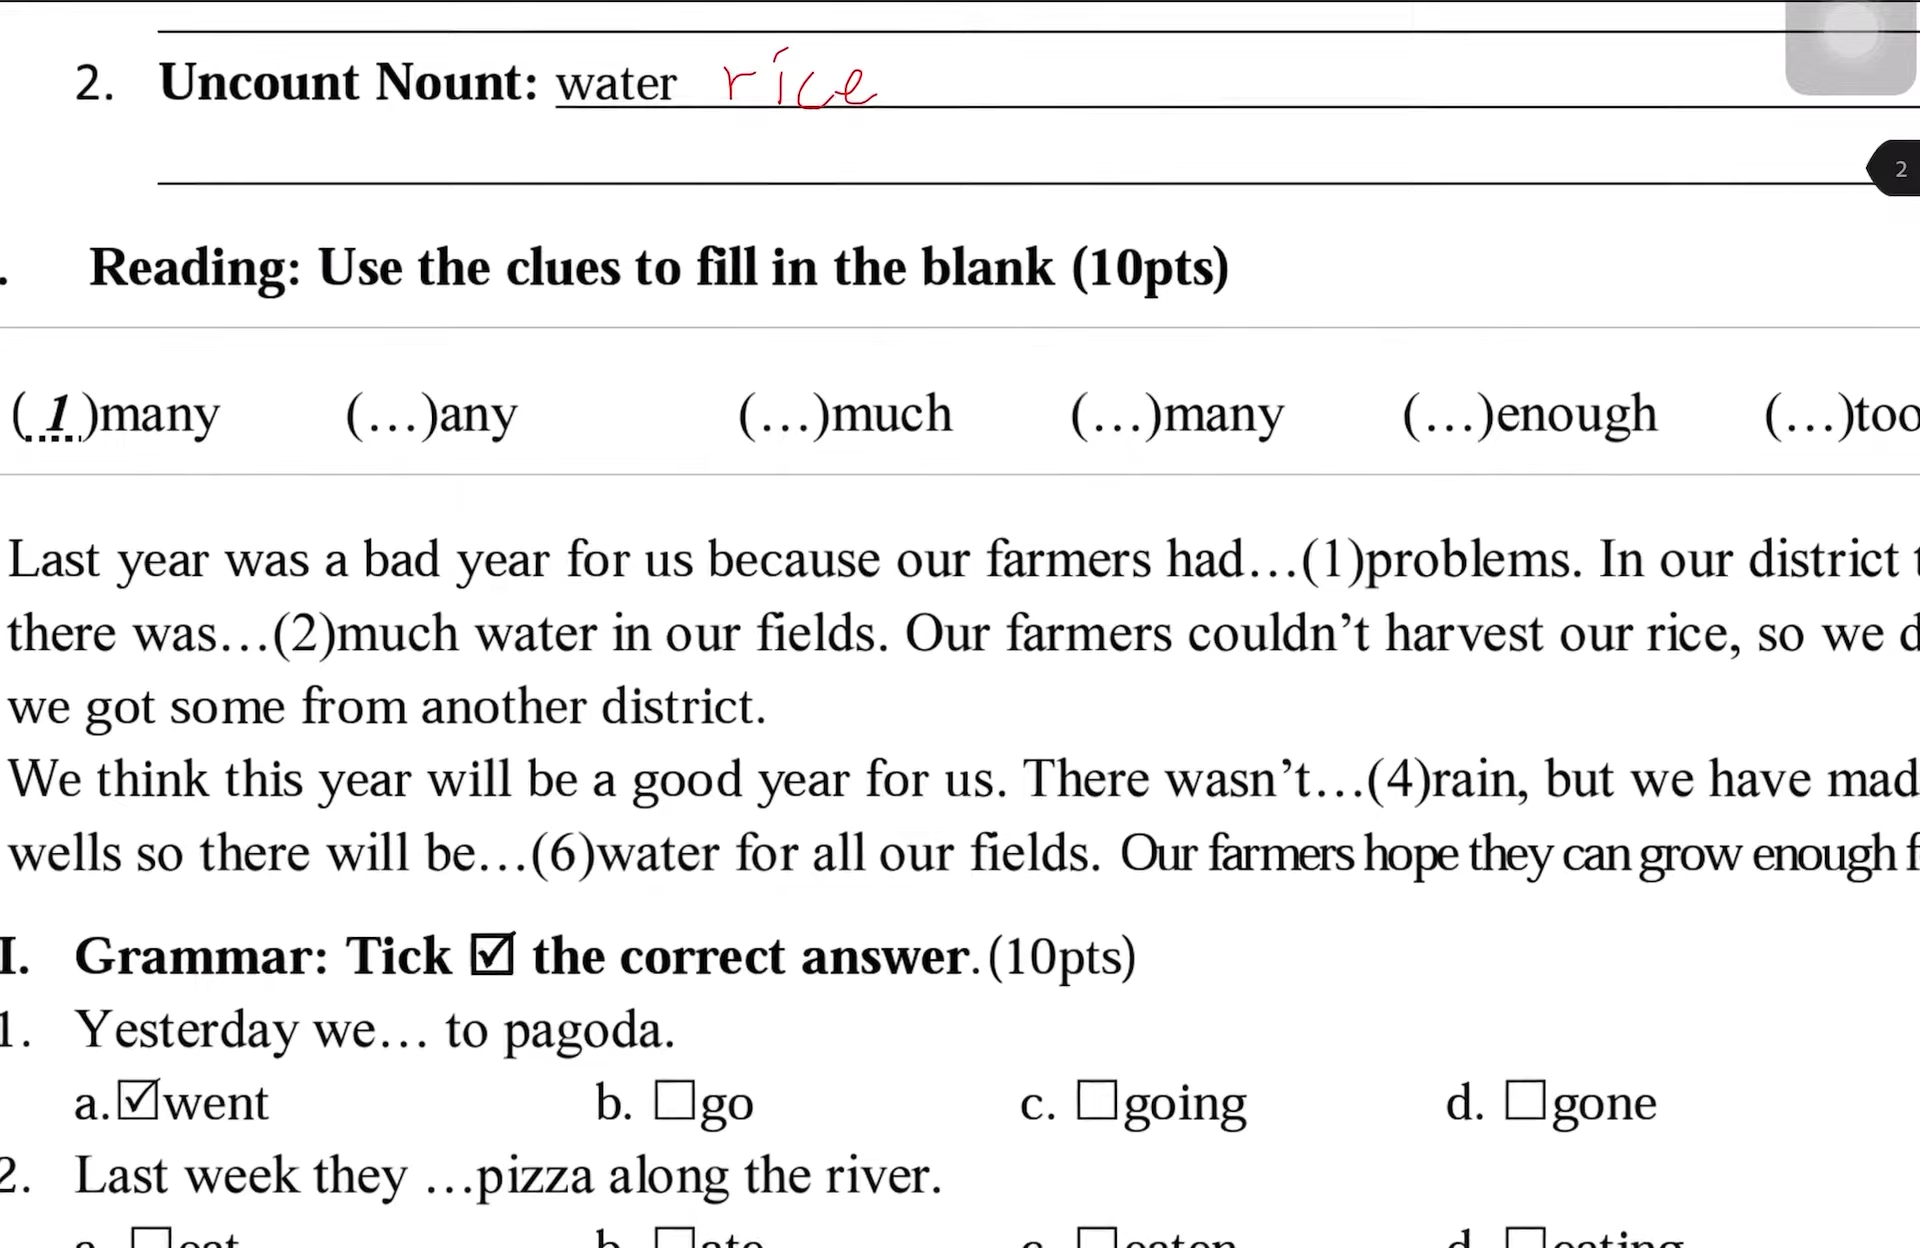 2. Uncount Nount: water rice
2
. Reading: Use the clues to fill in the blank (10pts)
(.1.)many (…)any (…)much (…)many (…)enough (…)too
Last year was a bad year for us because our farmers had…(1)problems. In our district
there was…(2)much water in our fields. Our farmers couldn’t harvest our rice, so we
we got some from another district.
We think this year will be a good year for us. There wasn’t…(4)rain, but we have mad
wells so there will be…(6)water for all our fields. Our farmers hope they can grow enough
I. Grammar: Tick ☑ the correct answer.(10pts)
1. Yesterday we… to pagoda.
a.☑went b. ☐go c. ☐going d. ☐gone
2. Last week they …pizza along the river.
a. ☐eat b. ☐ate c. ☐eaten d. ☐eating